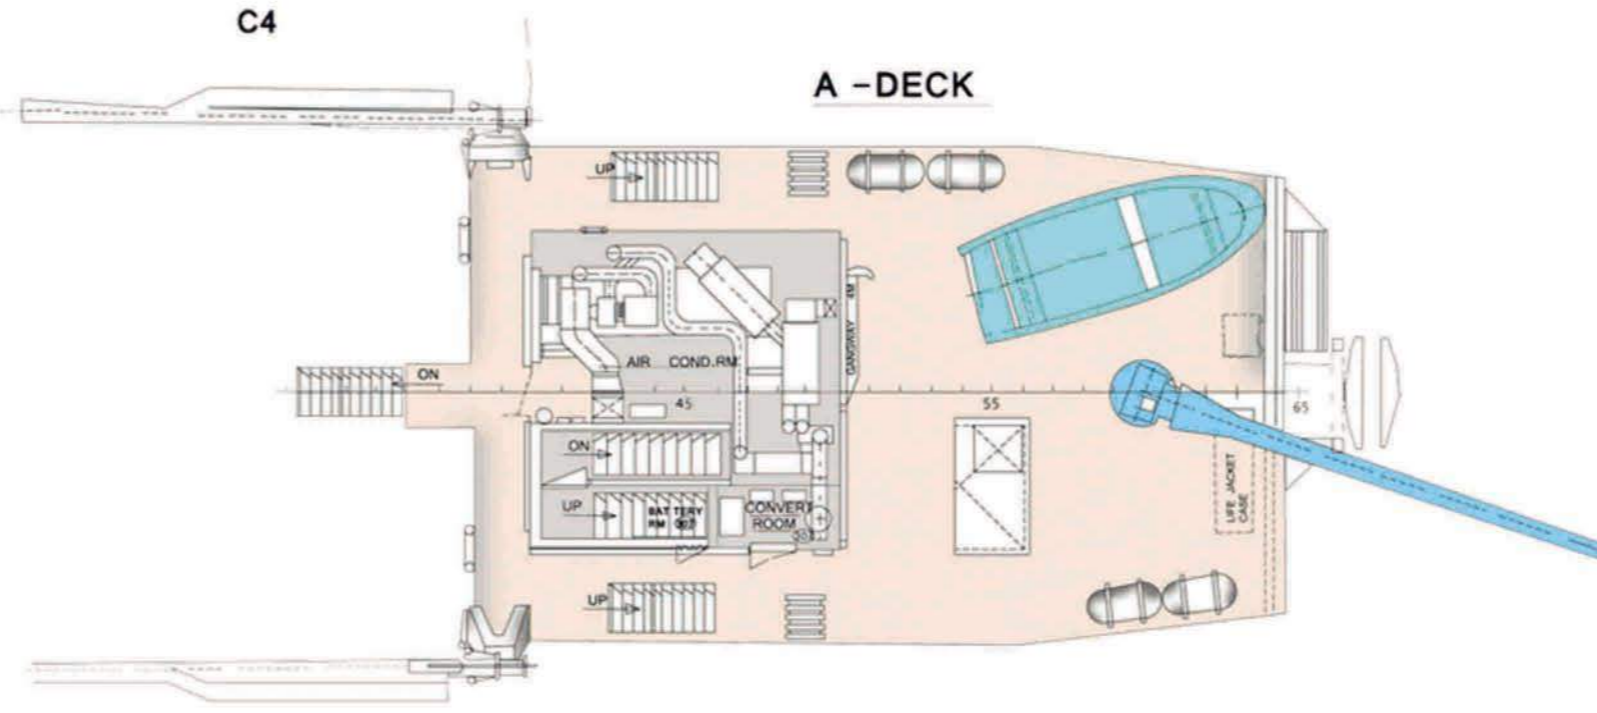 C4
A -DECK
UP
ON
AIR COND.RM
GANGWAY 4M
45
55
65
ON
UP
BATTERY
RM
CONVERT
ROOM
LIFE JACKET
CASE
UP